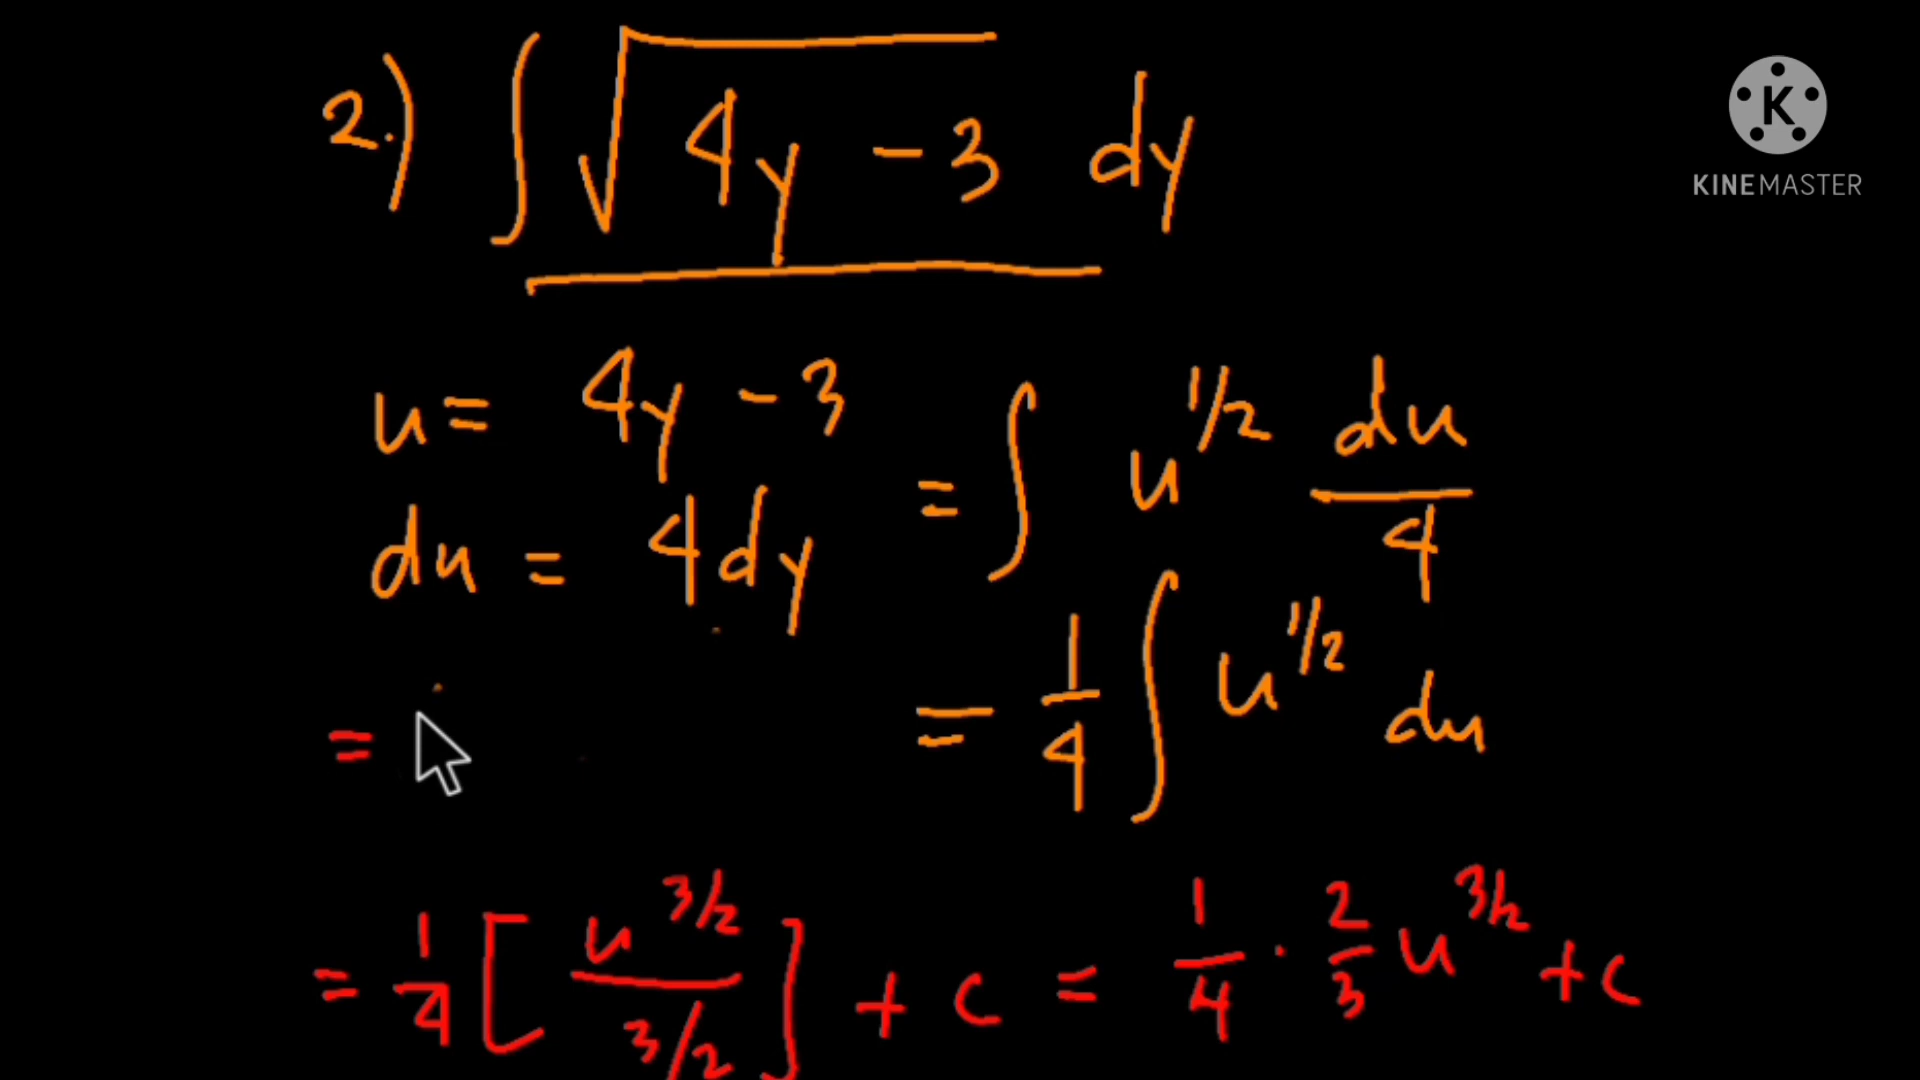 2.) ∫ √4y - 3 dy
u = 4y - 3 = ∫ u^1/2 du/4
du = 4dy
= = 1/4 ∫ u^1/2 du
= 1/4 [ u^3/2 / 3/2 ] + c = 1/4 · 2/3 u^3/2 + c
K
KINEMASTER